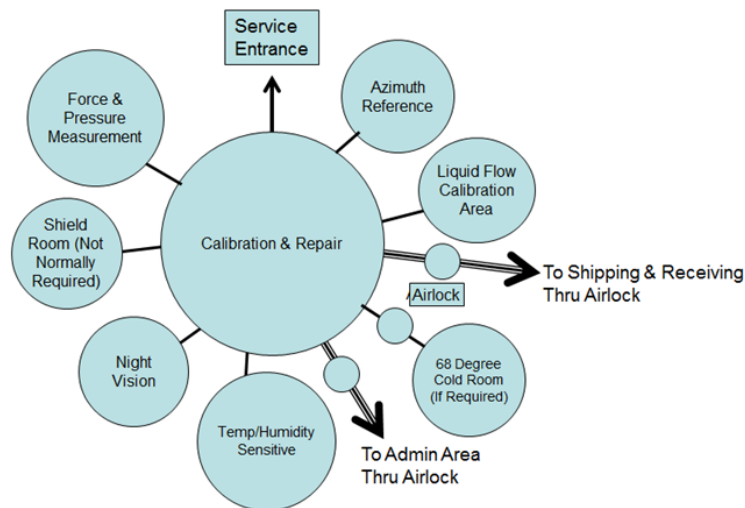 Service
Entrance
Azimuth
Reference
Force &
Pressure
Measurement
Liquid Flow
Calibration
Area
Shield
Room (Not
Normally
Required)
Calibration & Repair
To Shipping & Receiving
Thru Airlock
Airlock
68 Degree
Cold Room
(If Required)
Night
Vision
Temp/Humidity
Sensitive
To Admin Area
Thru Airlock